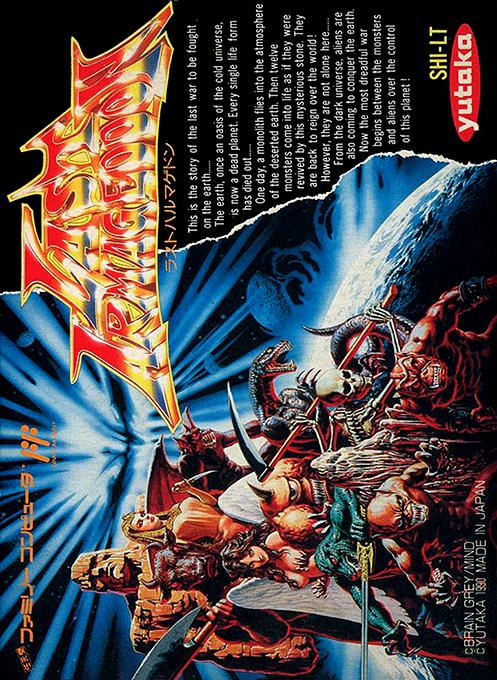 LAST
ARMAGEDDON
ラストハルマゲドン
This is the story of the last war to be fought
on the earth......
The earth, once an oasis of the cold universe,
is now a dead planet. Every single life form
has died out......
One day, a monolith flies into the atmosphere
of the deserted earth. Then twelve
monsters come into life as if they were
revived by this mysterious stone. They
are back, to reign over the world!
However, they are not alone here......
From the dark universe, aliens are
also coming to conquer the earth.
Now the most dreadful war
begins between the monsters
and aliens over the control
of this planet!
SHI-LT
yutaka
ファミリーコンピュータ
©BRAIN GREY MIND
©YUTAKA 1990 MADE IN JAPAN